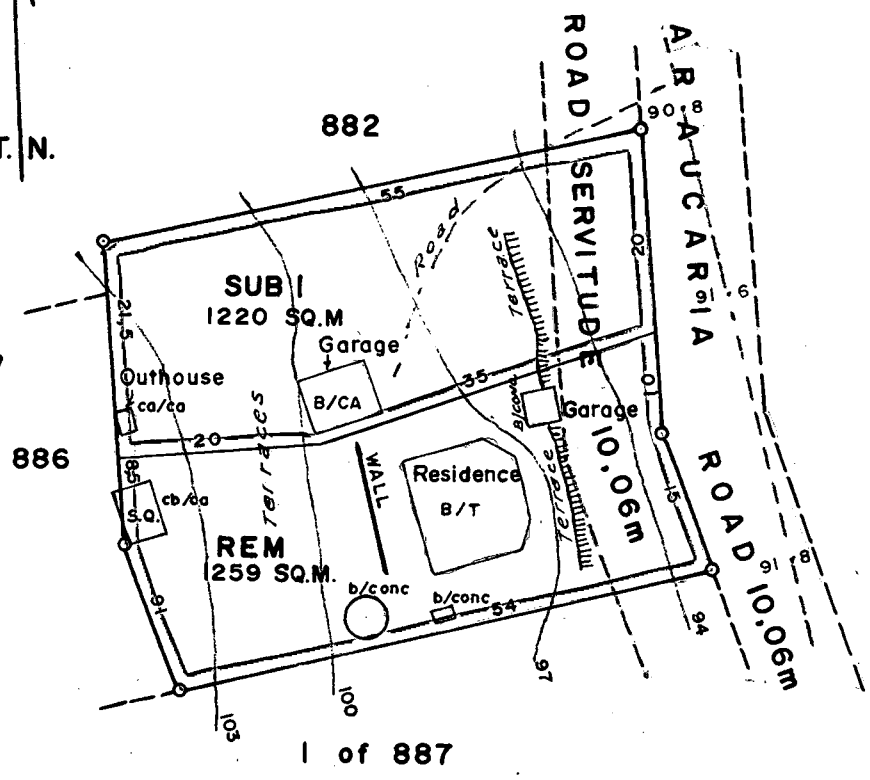 T. N.
882
ROAD SERVITUDE 10,06m
ARAUCARIA ROAD 10,06m
90.8
55
Road
Terrace
20
91.6
SUB 1
1220 SQ.M
21,5
Garage
B/CA
35
Outhouse
ca/ca
20
Terraces
B/conc
Garage
10
886
8,5
cb/ca
S.Q.
WALL
Residence
B/T
Terrace
15
REM
1259 SQ.M.
91.8
b/conc
b/conc
54
16
94
97
100
103
1 of 887